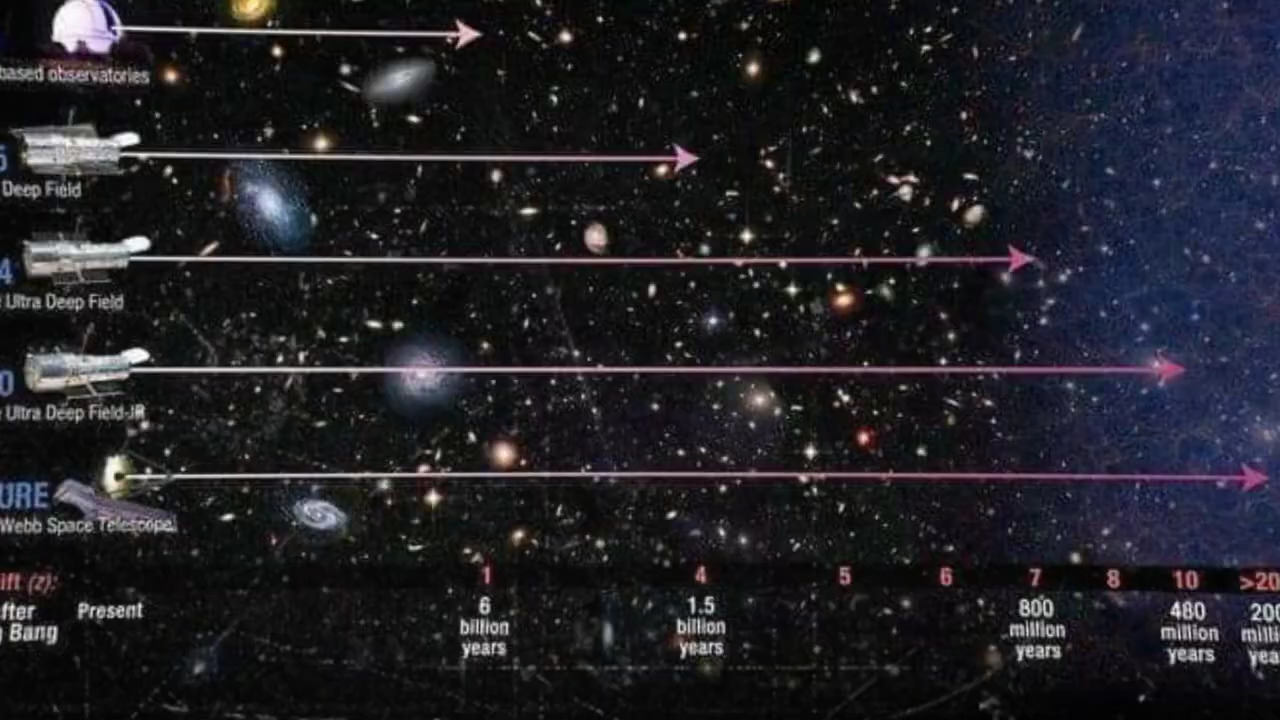 based observatories
5
Deep Field
4
Ultra Deep Field
0
Ultra Deep Field-IR
URE
Webb Space Telescope
ift (z): 1 4 5 6 7 8 10 >20
fter Present 6 1.5 800 480 200
Bang billion billion million million milli
years years years years yea